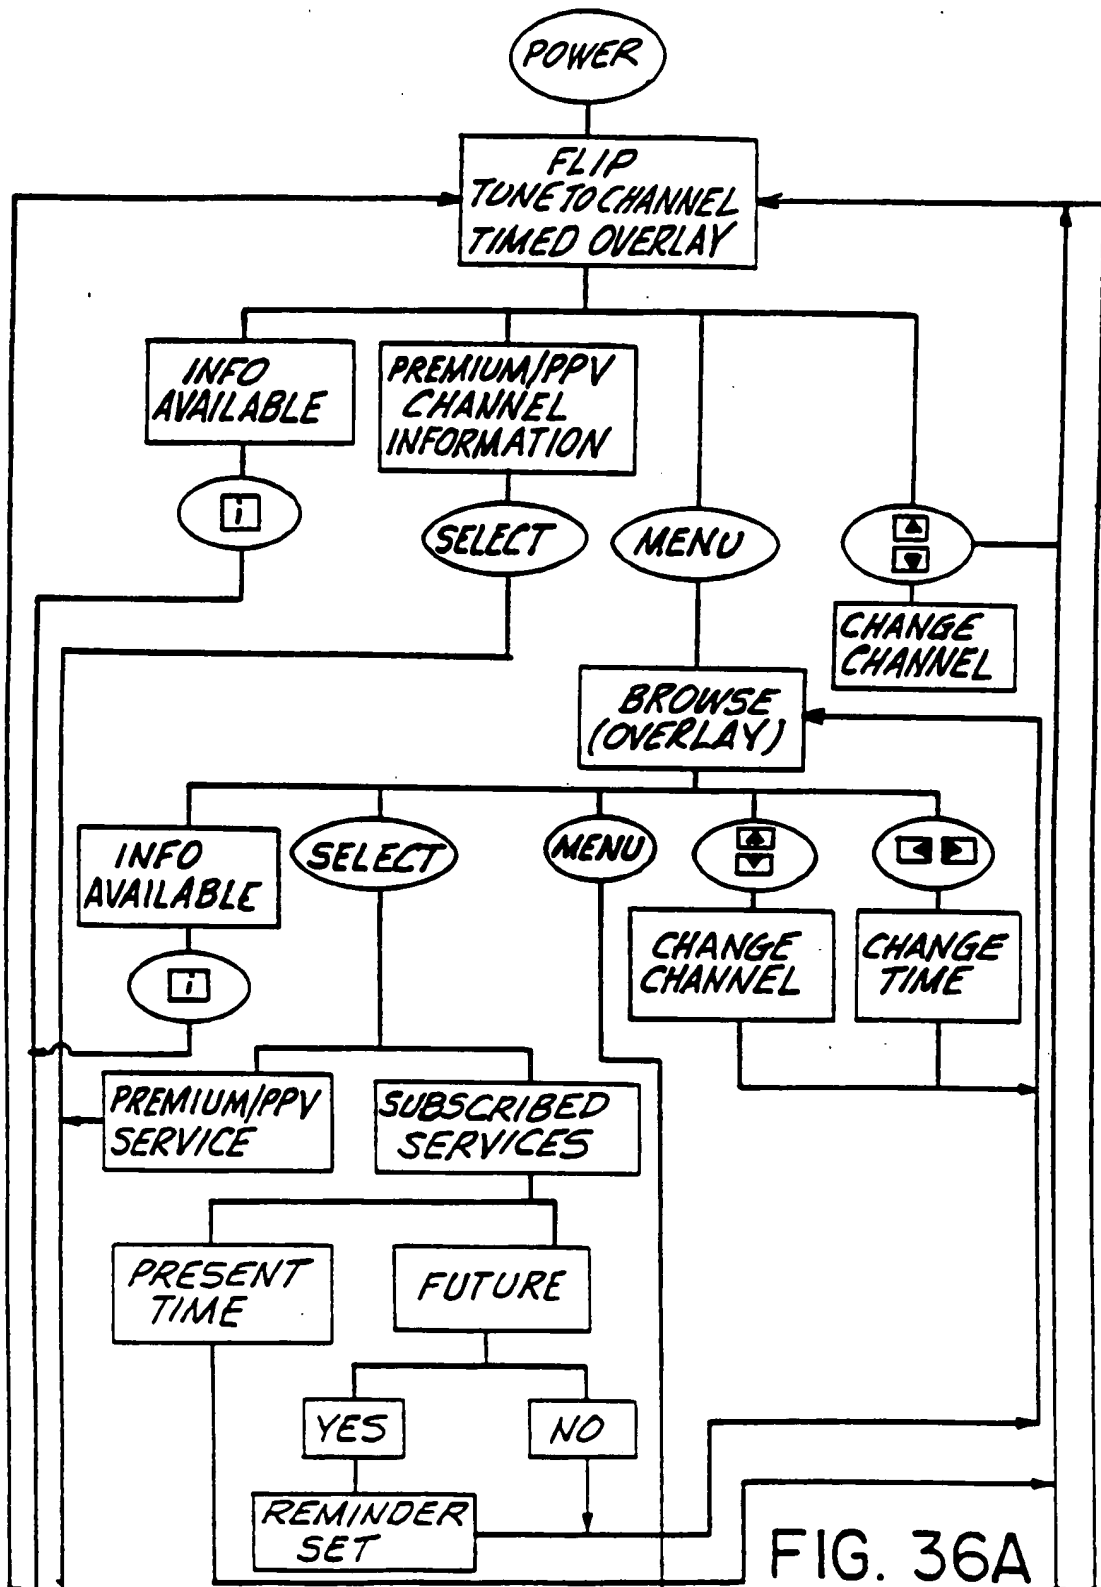 POWER
FLIP
TUNE TO CHANNEL
TIMED OVERLAY
INFO
AVAILABLE
PREMIUM/PPV
CHANNEL
INFORMATION
i
SELECT
MENU
CHANGE
CHANNEL
BROWSE
(OVERLAY)
INFO
AVAILABLE
SELECT
MENU
CHANGE
CHANNEL
CHANGE
TIME
i
PREMIUM/PPV
SERVICE
SUBSCRIBED
SERVICES
PRESENT
TIME
FUTURE
YES
NO
REMINDER
SET
FIG. 36A